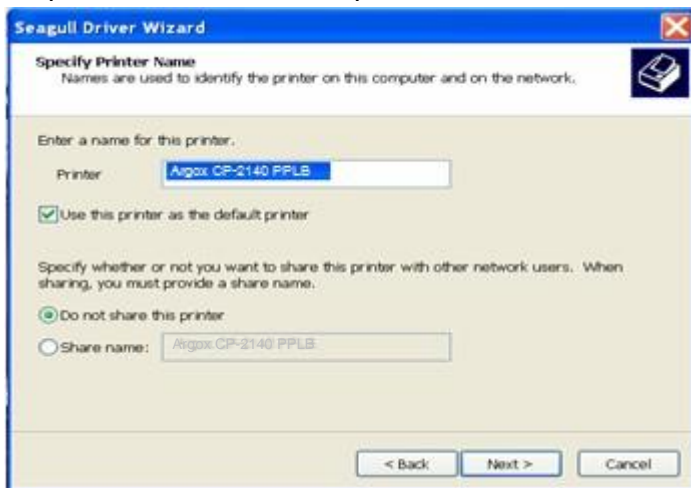 Seagull Driver Wizard
Specify Printer Name
Names are used to identify the printer on this computer and on the network.
Enter a name for this printer.
Printer
Argox CP-2140 PPLB
Use this printer as the default printer
Specify whether or not you want to share this printer with other network users. When
sharing, you must provide a share name.
Do not share this printer
Share name:
Argox CP-2140 PPLB
< Back
Next >
Cancel